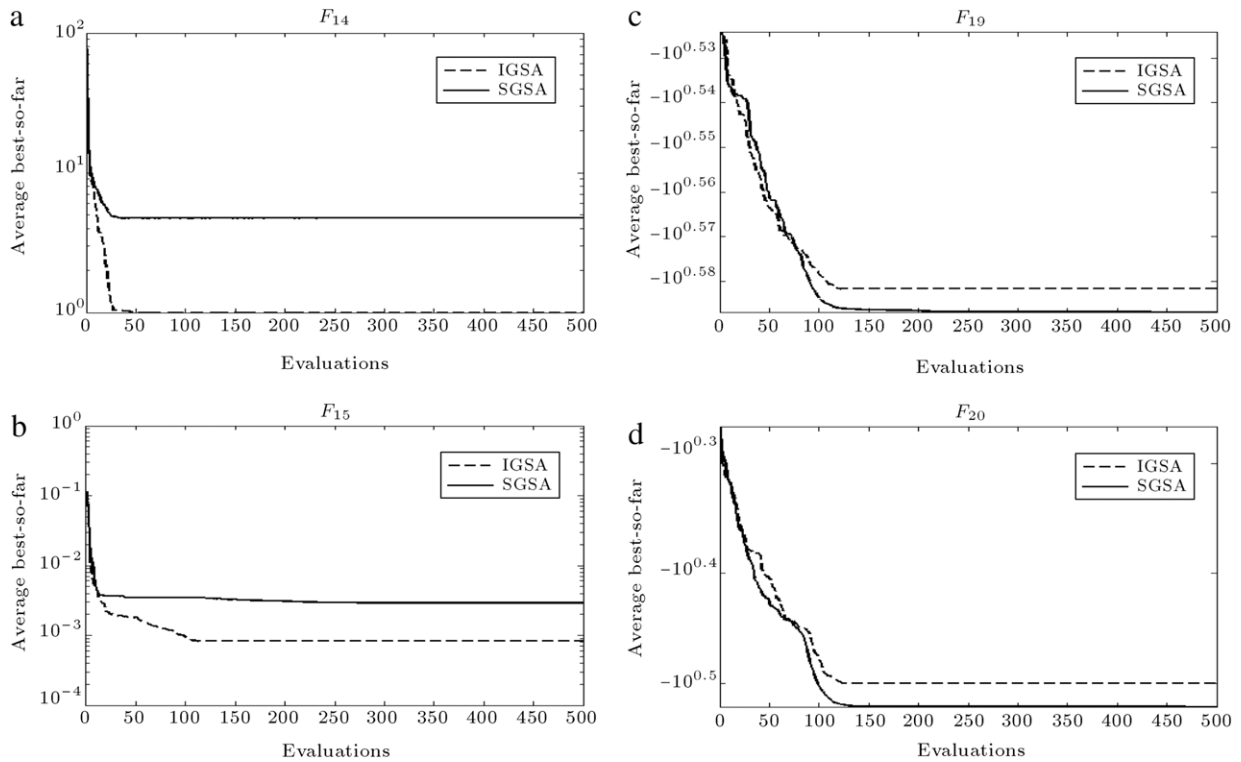 a
F14
10^2
10^1
10^0
Average best-so-far
IGSA
SGSA
0 50 100 150 200 250 300 350 400 450 500
Evaluations
b
F15
10^0
10^-1
10^-2
10^-3
10^-4
Average best-so-far
IGSA
SGSA
0 50 100 150 200 250 300 350 400 450 500
Evaluations
c
F19
-10^0.53
-10^0.54
-10^0.55
-10^0.56
-10^0.57
-10^0.58
Average best-so-far
IGSA
SGSA
0 50 100 150 200 250 300 350 400 450 500
Evaluations
d
F20
-10^0.3
-10^0.4
-10^0.5
Average best-so-far
IGSA
SGSA
0 50 100 150 200 250 300 350 400 450 500
Evaluations